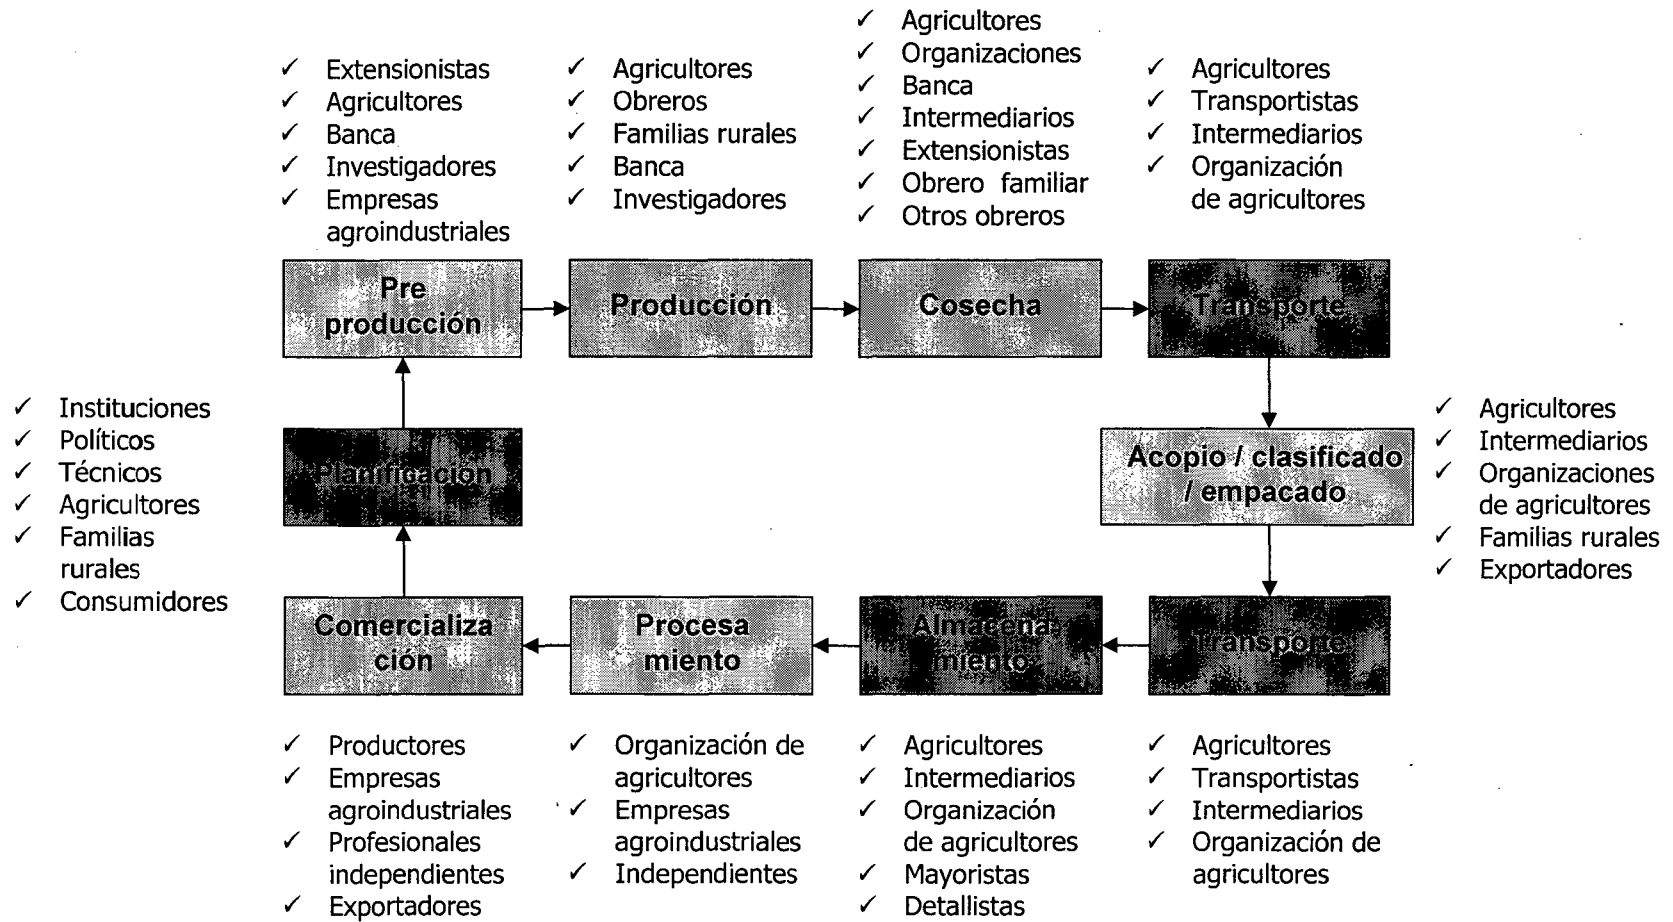 ✓ Extensionistas
✓ Agricultores
✓ Banca
✓ Investigadores
✓ Empresas
agroindustriales
✓ Agricultores
✓ Obreros
✓ Familias rurales
✓ Banca
✓ Investigadores
✓ Agricultores
✓ Organizaciones
✓ Banca
✓ Intermediarios
✓ Extensionistas
✓ Obrero familiar
✓ Otros obreros
✓ Agricultores
✓ Transportistas
✓ Intermediarios
✓ Organización
de agricultores
Pre
producción
Producción
Cosecha
Transporte
✓ Instituciones
✓ Políticos
✓ Técnicos
✓ Agricultores
✓ Familias
rurales
✓ Consumidores
Planificación
Acopio / clasificado
/ empacado
✓ Agricultores
✓ Intermediarios
✓ Organizaciones
de agricultores
✓ Familias rurales
✓ Exportadores
Comercializa
ción
Procesa
miento
Almacena
miento
Transporte
✓ Productores
✓ Empresas
agroindustriales
✓ Profesionales
independientes
✓ Exportadores
✓ Organización de
agricultores
✓ Empresas
agroindustriales
✓ Independientes
✓ Agricultores
✓ Intermediarios
✓ Organización
de agricultores
✓ Mayoristas
✓ Detallistas
✓ Agricultores
✓ Transportistas
✓ Intermediarios
✓ Organización de
agricultores